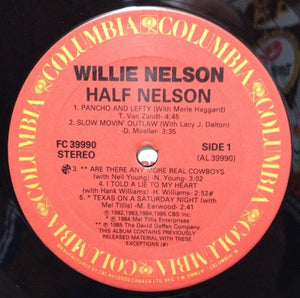 COLUMBIA COLUMBIA COLUMBIA COLUMBIA
WILLIE NELSON
HALF NELSON
1. PANCHO AND LEFTY (With Merle Haggard)
T. Van Zandt- 4:45
2. SLOW MOVIN' OUTLAW (With Lacy J. Dalton)
-D. Moeller- 3:35
FC 39990
STEREO
SIDE 1
(AL 39990)
3. ** ARE THERE ANY MORE REAL COWBOYS
(with Neil Young) - N. Young- 3:02
4. I TOLD A LIE TO MY HEART
(with Hank Williams) - H. Williams- 2:52#
5. * TEXAS ON A SATURDAY NIGHT (with
Mel Tillis) - M. Earwood- 2:41
℗ 1982,1983,1984,1985 CBS Inc.
* ℗ 1984 Mel Tillis Enterprises
** ℗ 1985 The David Geffen Company
THIS ALBUM CONTAINS PREVIOUSLY
RELEASED MATERIAL WITH THESE
EXCEPTIONS (#)